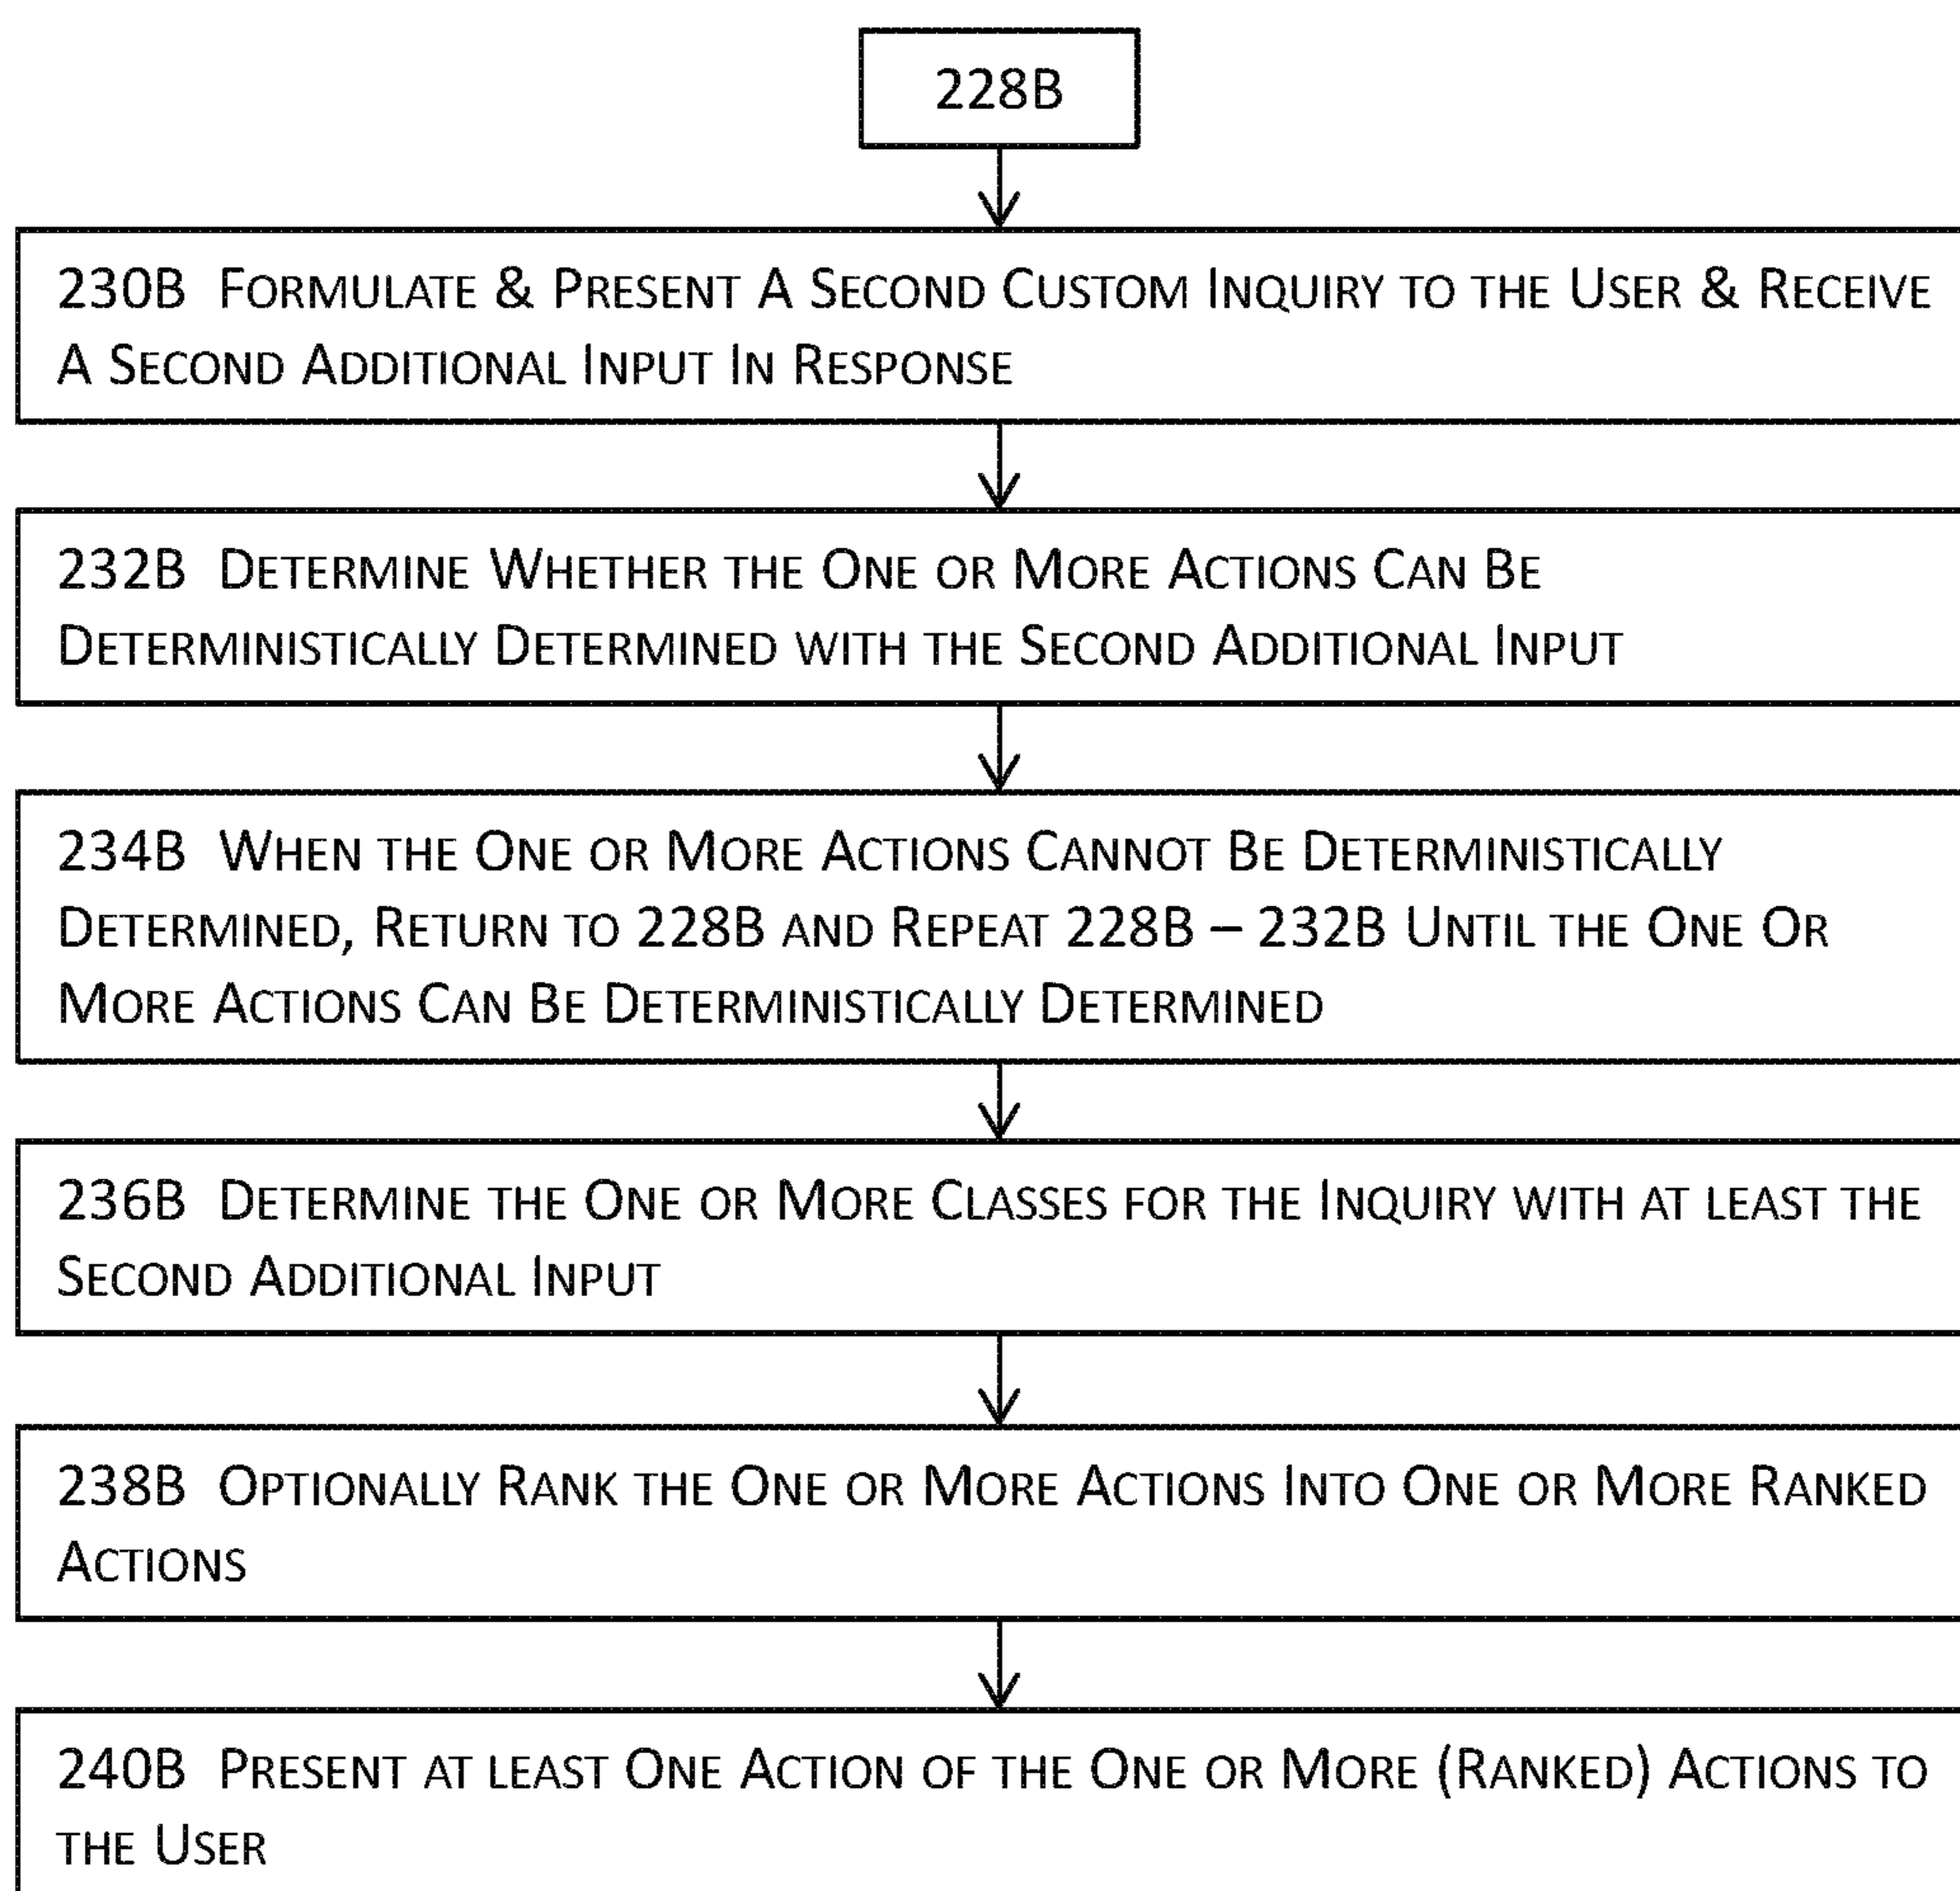 228B
230B Formulate & Present A Second Custom Inquiry to the User & Receive
A Second Additional Input In Response
232B Determine Whether the One or More Actions Can Be
Deterministically Determined with the Second Additional Input
234B When the One or More Actions Cannot Be Deterministically
Determined, Return to 228B and Repeat 228B – 232B Until the One Or
More Actions Can Be Deterministically Determined
236B Determine the One or More Classes for the Inquiry with at least the
Second Additional Input
238B Optionally Rank the One or More Actions Into One or More Ranked
Actions
240B Present at least One Action of the One or More (Ranked) Actions to
the User